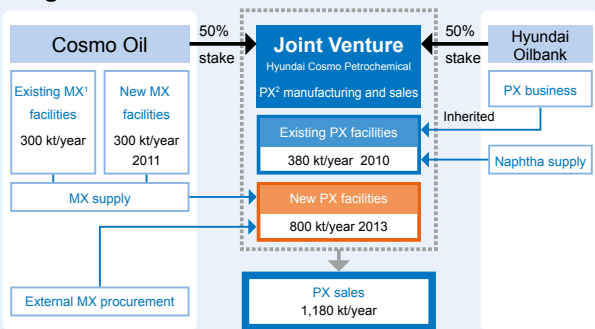 Cosmo Oil
Existing MX¹
facilities
300 kt/year
New MX
facilities
300 kt/year
2011
MX supply
External MX procurement
50%
stake
Joint Venture
Hyundai Cosmo Petrochemical
PX² manufacturing and sales
Existing PX facilities
380 kt/year 2010
New PX facilities
800 kt/year 2013
PX sales
1,180 kt/year
50%
stake
Hyundai
Oilbank
PX business
Inherited
Naphtha supply